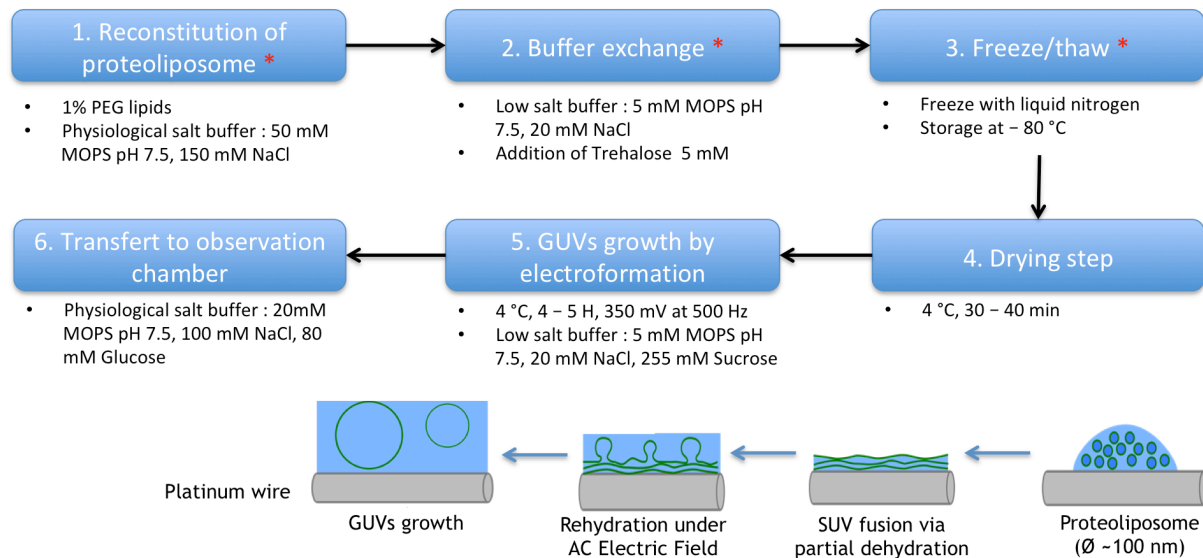 1. Reconstitution of
proteoliposome *
• 1% PEG lipids
• Physiological salt buffer : 50 mM
MOPS pH 7.5, 150 mM NaCl
2. Buffer exchange *
• Low salt buffer : 5 mM MOPS pH
7.5, 20 mM NaCl
• Addition of Trehalose 5 mM
3. Freeze/thaw *
• Freeze with liquid nitrogen
• Storage at – 80 °C
4. Drying step
• 4 °C, 30 – 40 min
5. GUVs growth by
electroformation
• 4 °C, 4 – 5 H, 350 mV at 500 Hz
• Low salt buffer : 5 mM MOPS pH
7.5, 20 mM NaCl, 255 mM Sucrose
6. Transfert to observation
chamber
• Physiological salt buffer : 20mM
MOPS pH 7.5, 100 mM NaCl, 80
mM Glucose
Platinum wire
GUVs growth
Rehydration under
AC Electric Field
SUV fusion via
partial dehydration
Proteoliposome
(Ø ~100 nm)